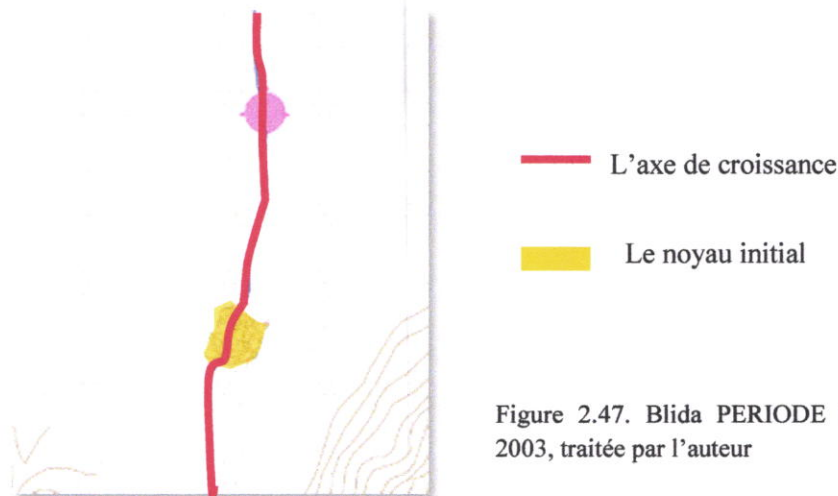 L’axe de croissance
Le noyau initial
Figure 2.47. Blida PERIODE
2003, traitée par l’auteur